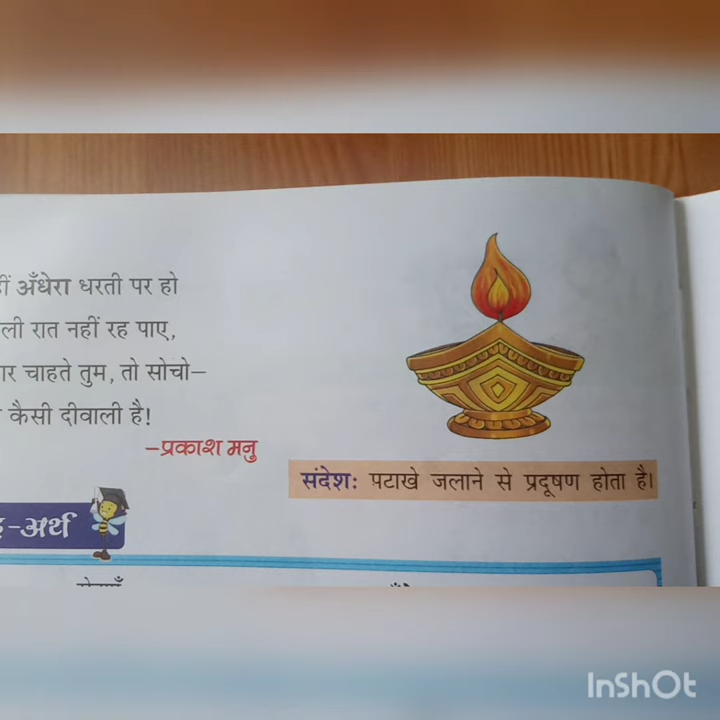 अँधेरा धरती पर हो
रात नहीं रह पाए,
चाहते तुम, तो सोचो–
कैसी दीवाली है!
–प्रकाश मनु
संदेशः पटाखे जलाने से प्रदूषण होता है।
अर्थ
InShOt